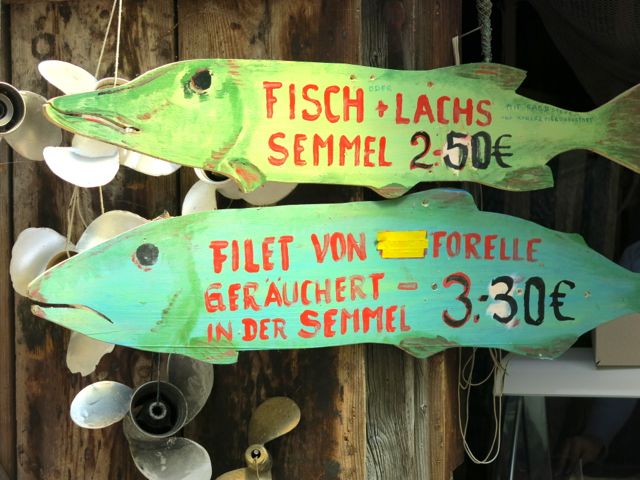 ODER
FISCH + LACHS
SEMMEL 2.50€
FILET VON FORELLE
GERÄUCHERT -
IN DER SEMMEL 3.30€